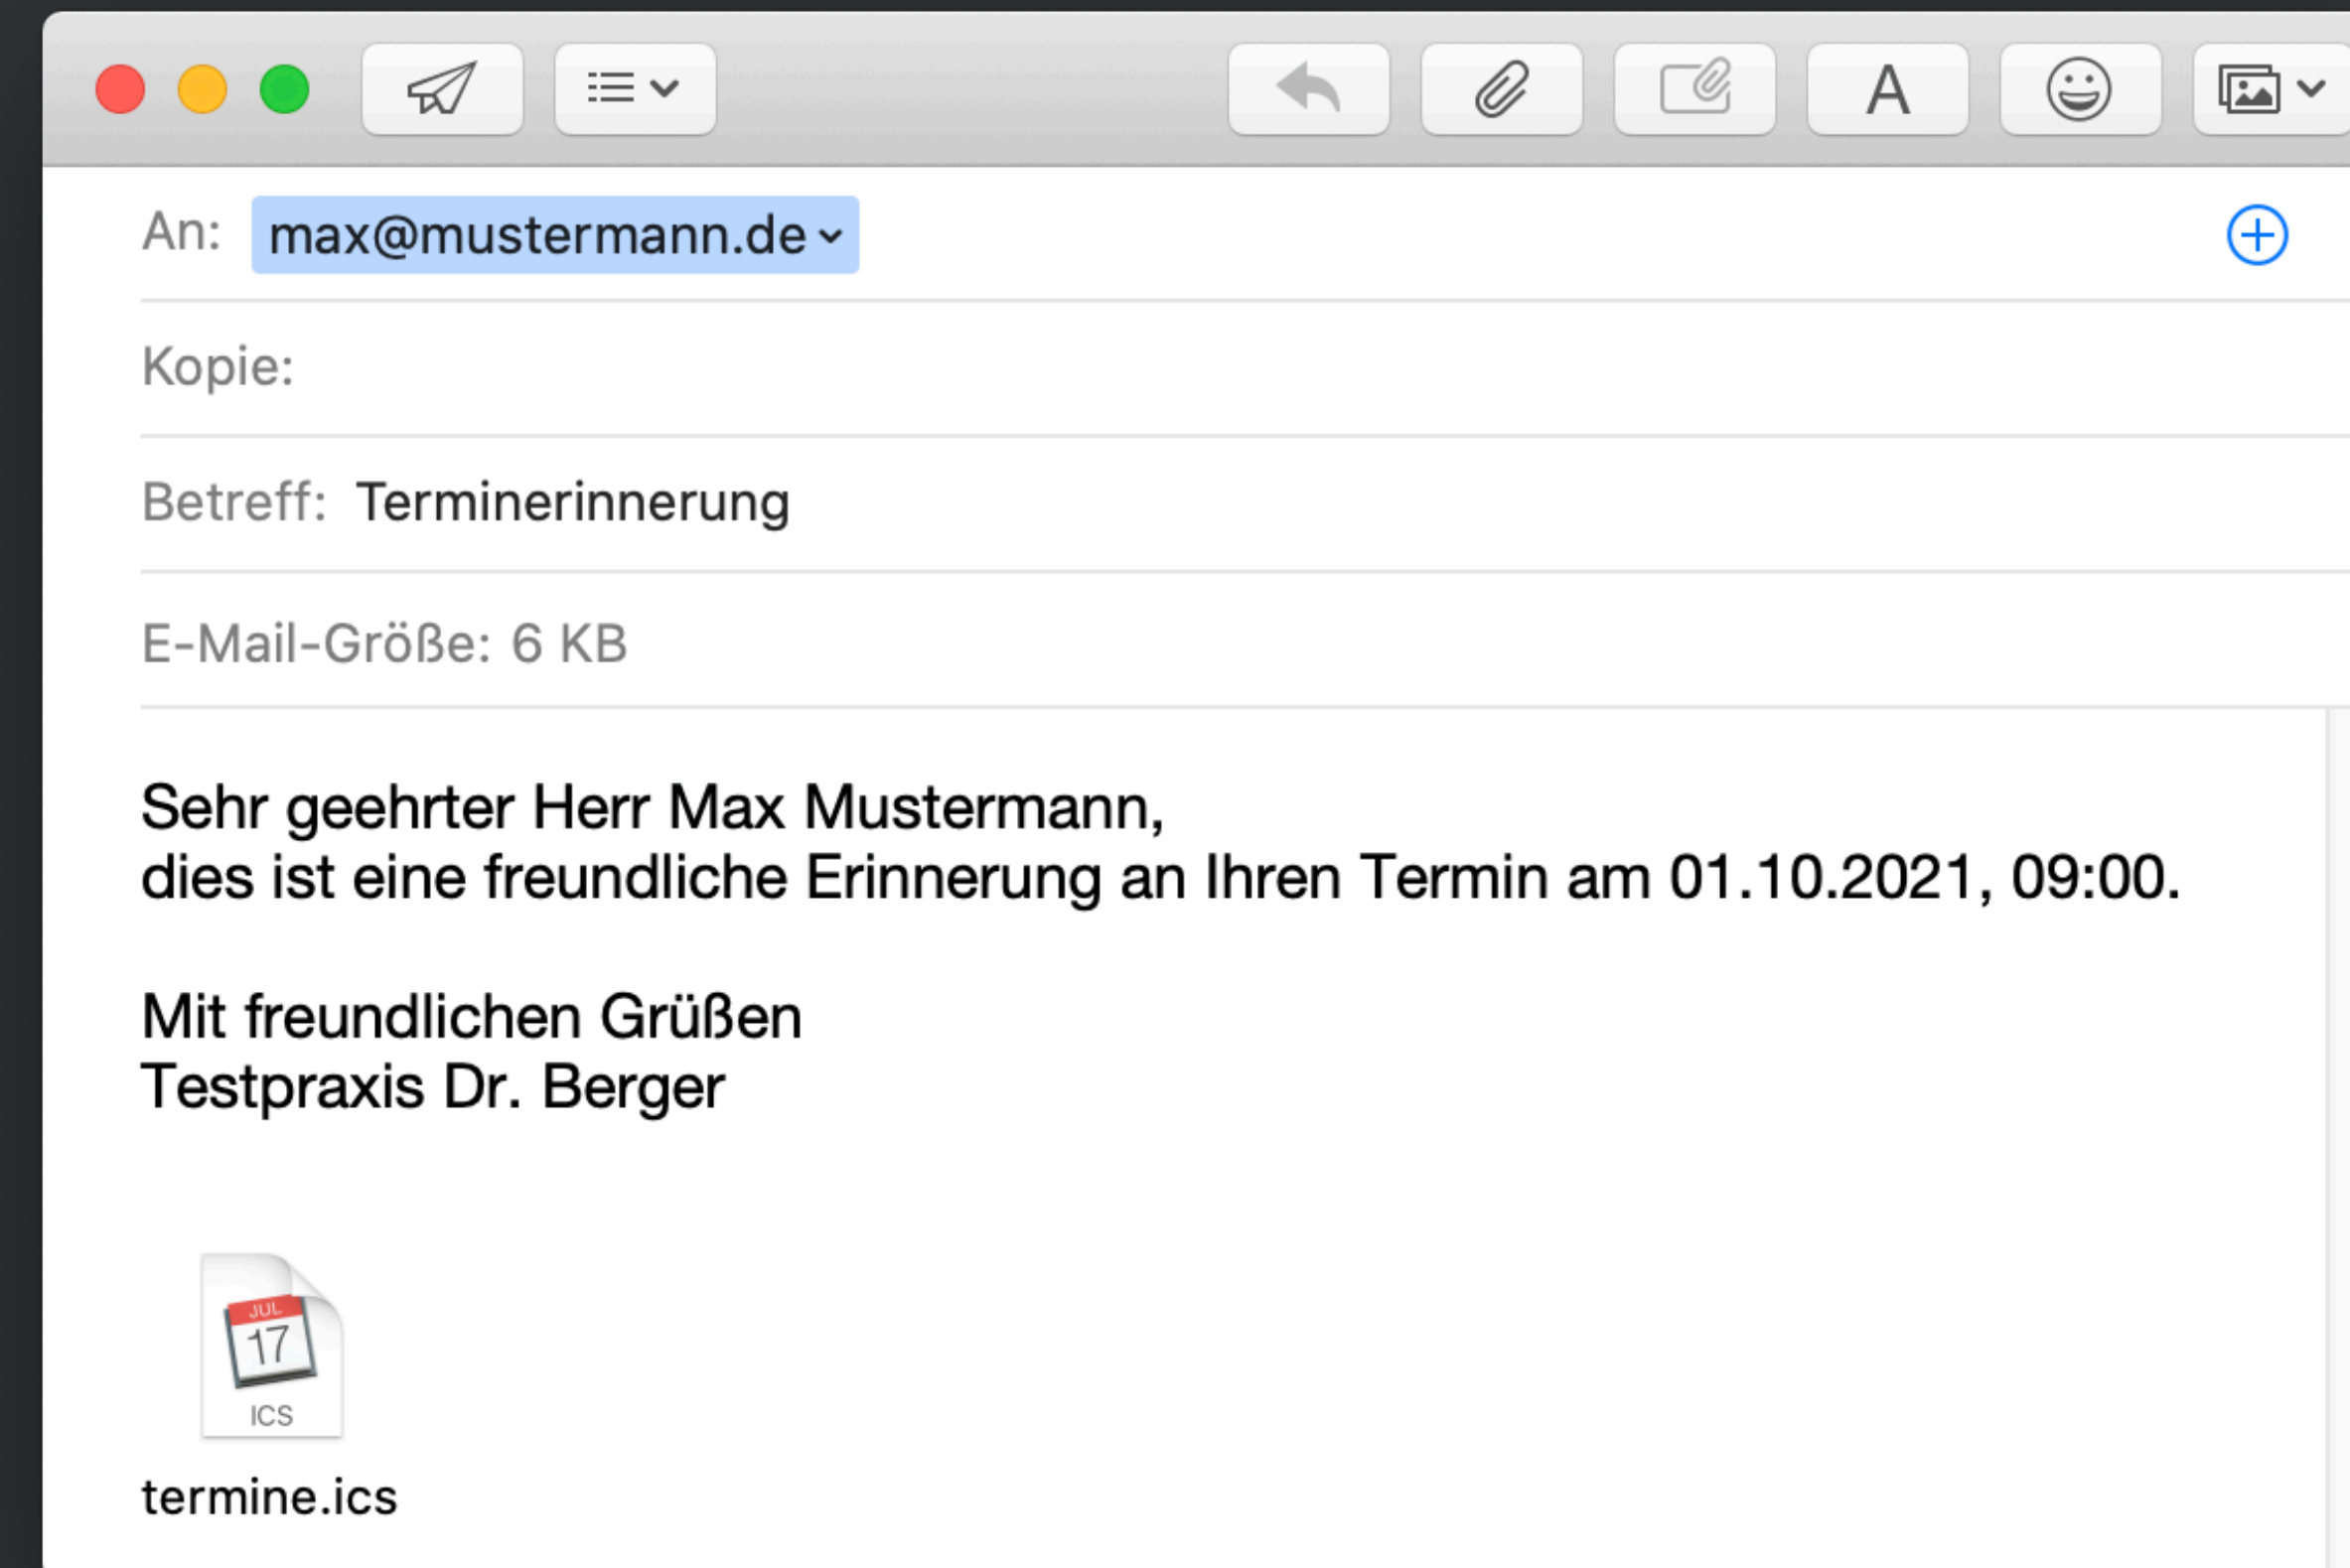 A
An: max@mustermann.de
Kopie:
Betreff: Terminerinnerung
E-Mail-Größe: 6 KB
Sehr geehrter Herr Max Mustermann,
dies ist eine freundliche Erinnerung an Ihren Termin am 01.10.2021, 09:00.
Mit freundlichen Grüßen
Testpraxis Dr. Berger
JUL
17
ICS
termine.ics